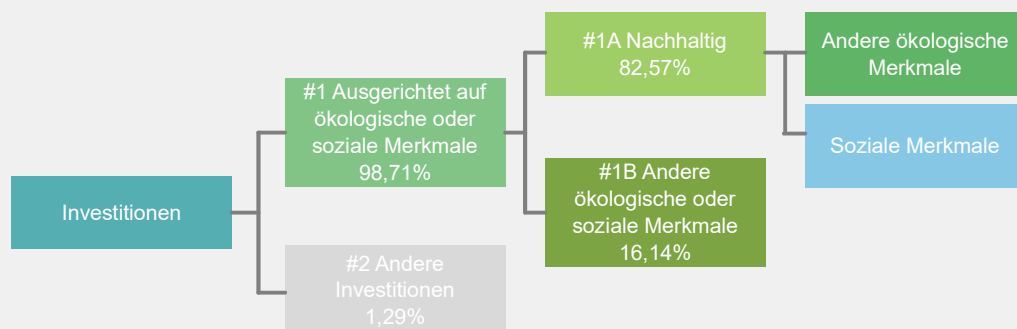 Investitionen
#1 Ausgerichtet auf
ökologische oder
soziale Merkmale
98,71%
#2 Andere
Investitionen
1,29%
#1A Nachhaltig
82,57%
#1B Andere
ökologische oder
soziale Merkmale
16,14%
Andere ökologische
Merkmale
Soziale Merkmale